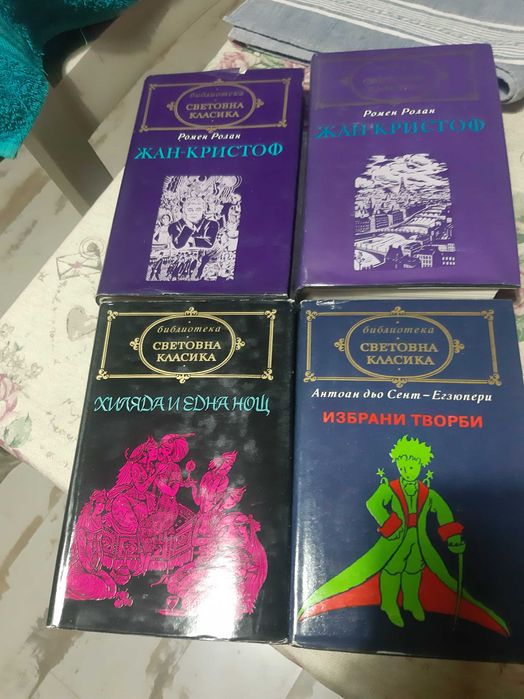 библиотека
СВЕТОВНА
КЛАСИКА
Ромен Ролан
ЖАН-КРИСТОФ
Ромен Ролан
ЖАН-КРИСТОФ
библиотека
СВЕТОВНА
КЛАСИКА
ХИЛЯДА И ЕДНА НОЩ
библиотека
СВЕТОВНА
КЛАСИКА
Антоан дьо Сент-Егзюпери
ИЗБРАНИ ТВОРБИ